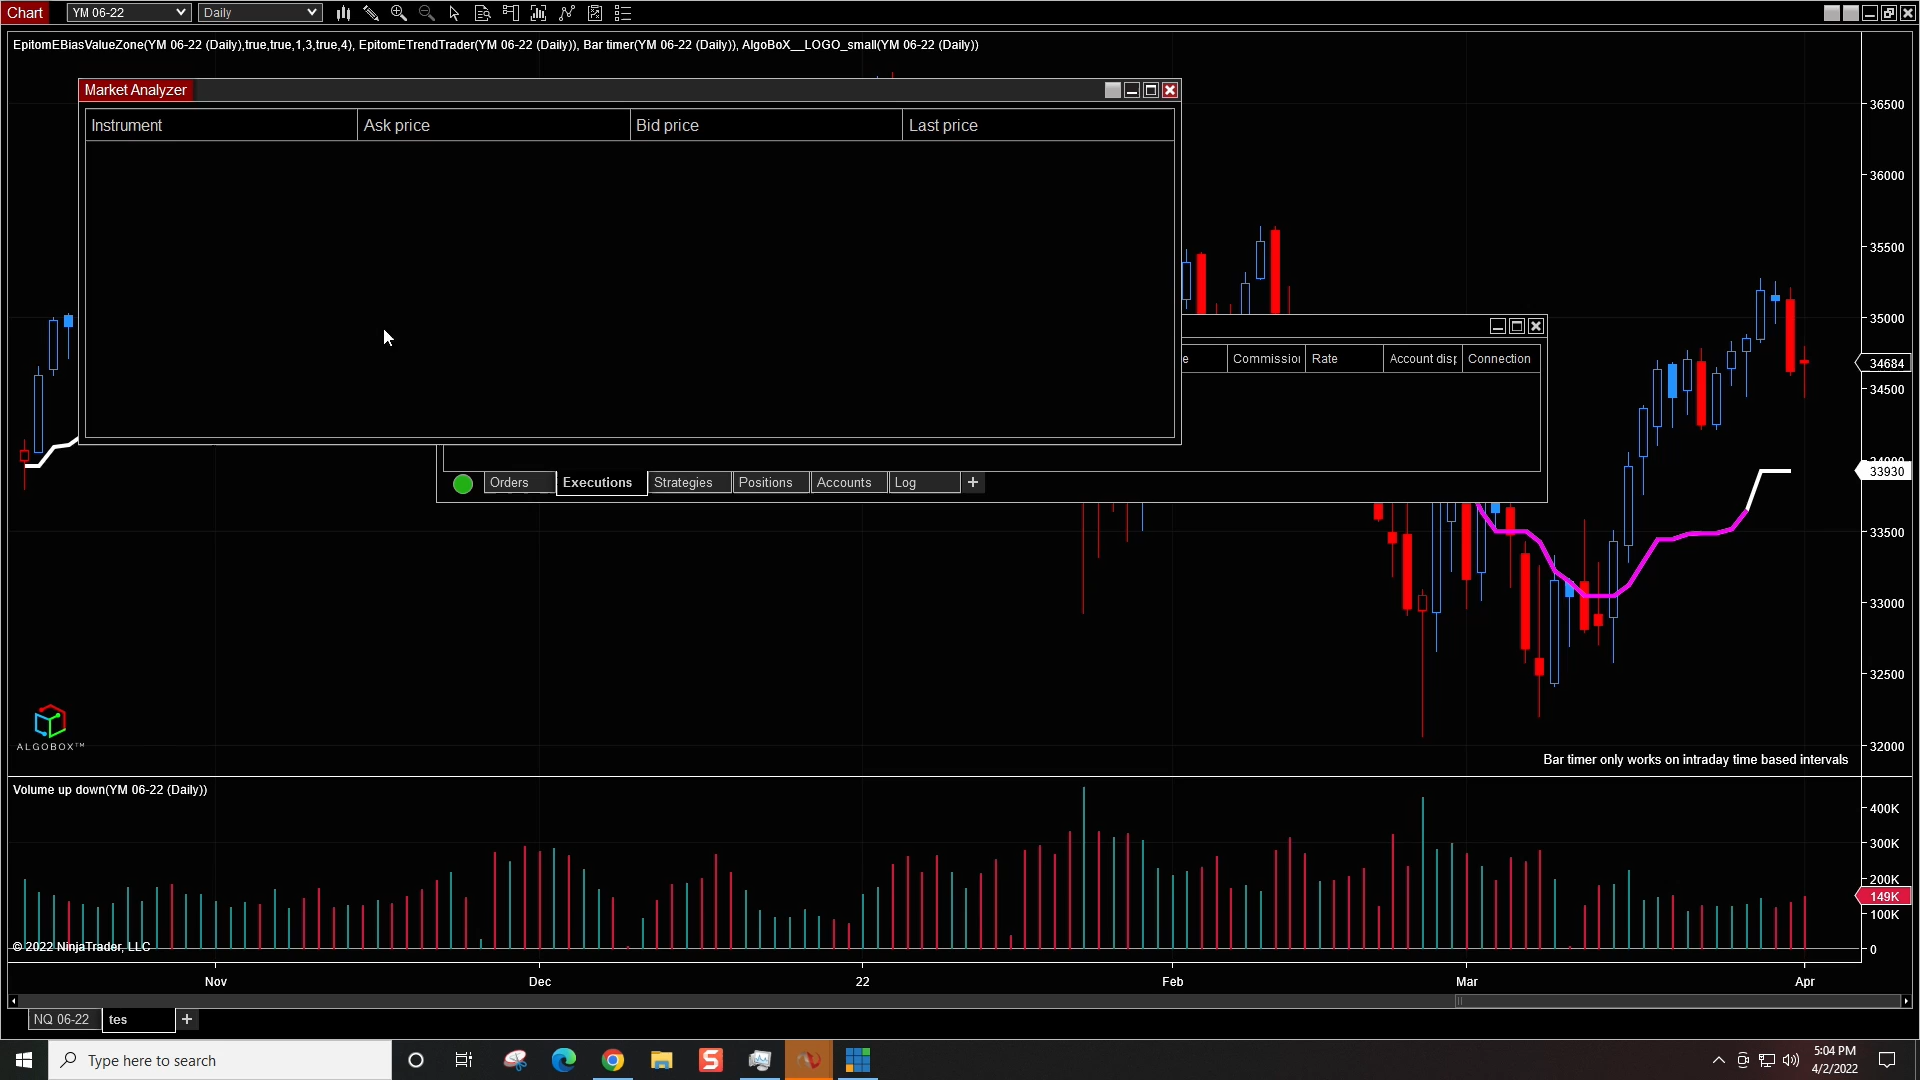 Chart YM 06-22 Daily
EpitomEBiasValueZone(YM 06-22 (Daily),true,true,1,3,true,4), EpitomETrendTrader(YM 06-22 (Daily)), Bar timer(YM 06-22 (Daily)), AlgoBoX__LOGO_small(YM 06-22 (Daily))
Market Analyzer
Instrument Ask price Bid price Last price
36500
36000
35500
35000
e Commission Rate Account disp Connection
34684
34500
34000
33930
Orders Executions Strategies Positions Accounts Log +
33500
33000
32500
ALGOBOX™
32000
Bar timer only works on intraday time based intervals
Volume up down(YM 06-22 (Daily))
400K
300K
200K
149K
100K
© 2022 NinjaTrader, LLC
0
Nov Dec 22 Feb Mar Apr
NQ 06-22 tes +
Type here to search
S
5:04 PM
4/2/2022